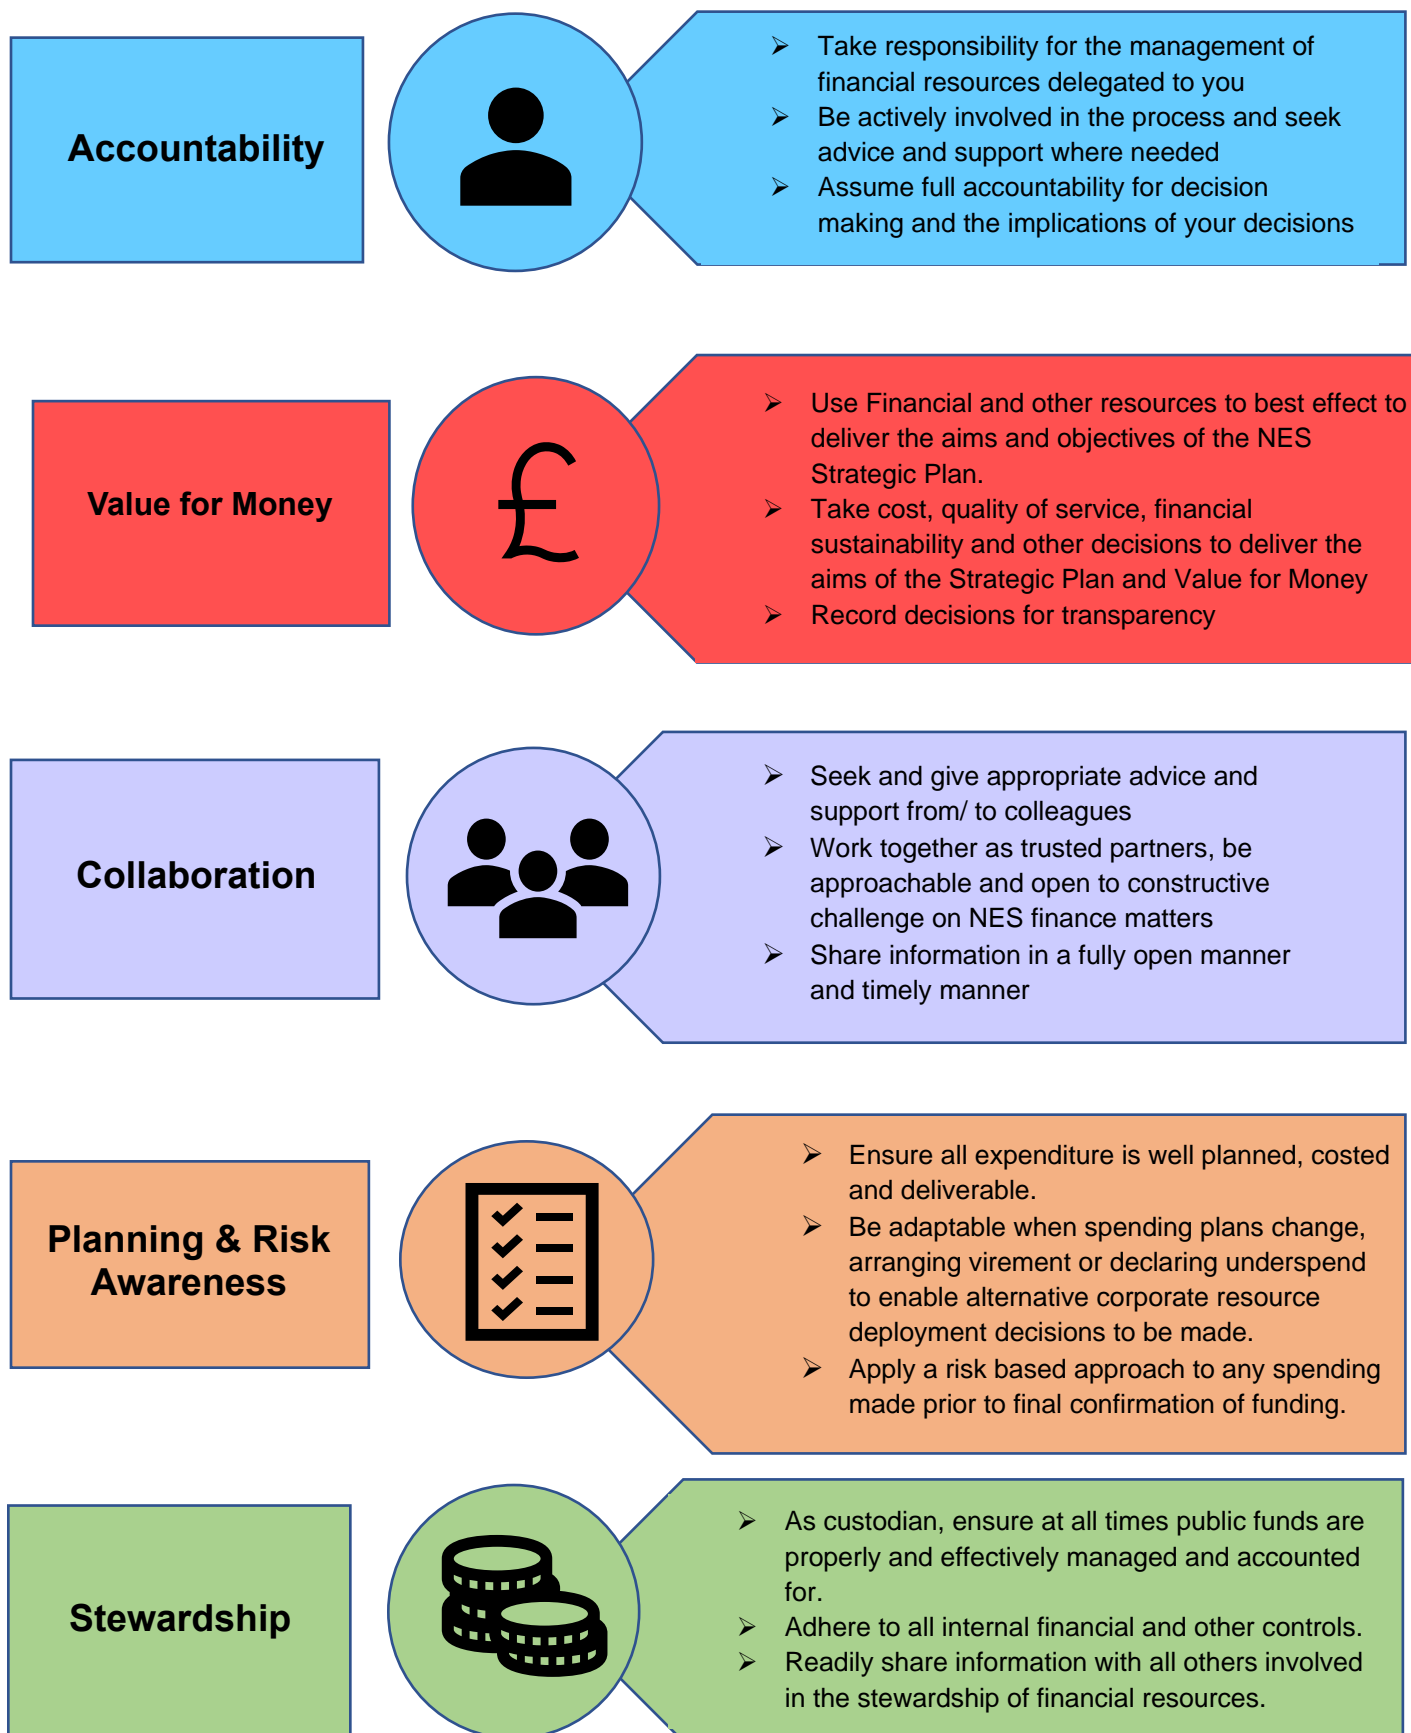 Accountability
➢ Take responsibility for the management of
financial resources delegated to you
➢ Be actively involved in the process and seek
advice and support where needed
➢ Assume full accountability for decision
making and the implications of your decisions
Value for Money
£
➢ Use Financial and other resources to best effect to
deliver the aims and objectives of the NES
Strategic Plan.
➢ Take cost, quality of service, financial
sustainability and other decisions to deliver the
aims of the Strategic Plan and Value for Money
➢ Record decisions for transparency
Collaboration
➢ Seek and give appropriate advice and
support from/ to colleagues
➢ Work together as trusted partners, be
approachable and open to constructive
challenge on NES finance matters
➢ Share information in a fully open manner
and timely manner
Planning & Risk
Awareness
➢ Ensure all expenditure is well planned, costed
and deliverable.
➢ Be adaptable when spending plans change,
arranging virement or declaring underspend
to enable alternative corporate resource
deployment decisions to be made.
➢ Apply a risk based approach to any spending
made prior to final confirmation of funding.
Stewardship
➢ As custodian, ensure at all times public funds are
properly and effectively managed and accounted
for.
➢ Adhere to all internal financial and other controls.
➢ Readily share information with all others involved
in the stewardship of financial resources.